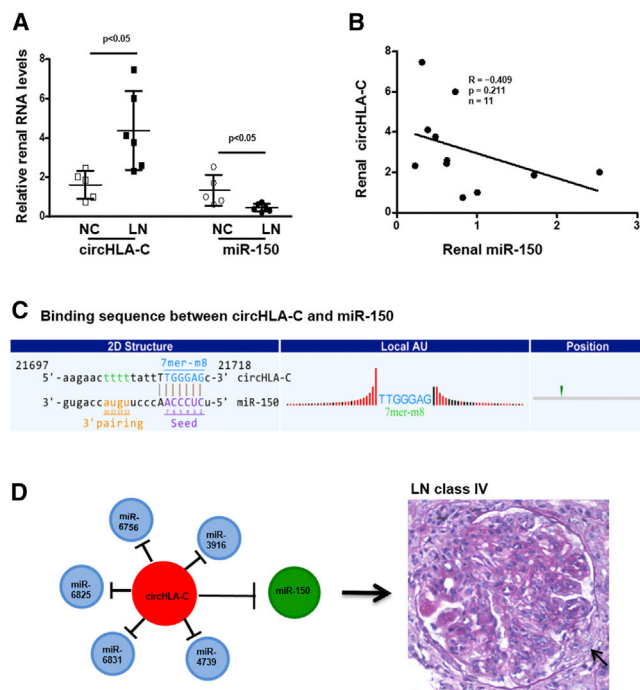 A
Relative renal RNA levels
8
6
4
2
0
p<0.05
p<0.05
NC LN NC LN
circHLA-C miR-150
B
Renal circHLA-C
8
6
4
2
0
R = −0.409
p = 0.211
n = 11
0 1 2 3
Renal miR-150
C Binding sequence between circHLA-C and miR-150
2D Structure Local AU Position
21697 7mer-m8 21718
5'-aagaactttttattTTGGGAGc-3' circHLA-C
3'-gugaccauguucccAACCCUCu-5' miR-150
3'pairing Seed
TTGGGAG
7mer-m8
D
miR-6756
miR-3916
miR-6825
circHLA-C
miR-150
miR-6831
miR-4739
LN class IV